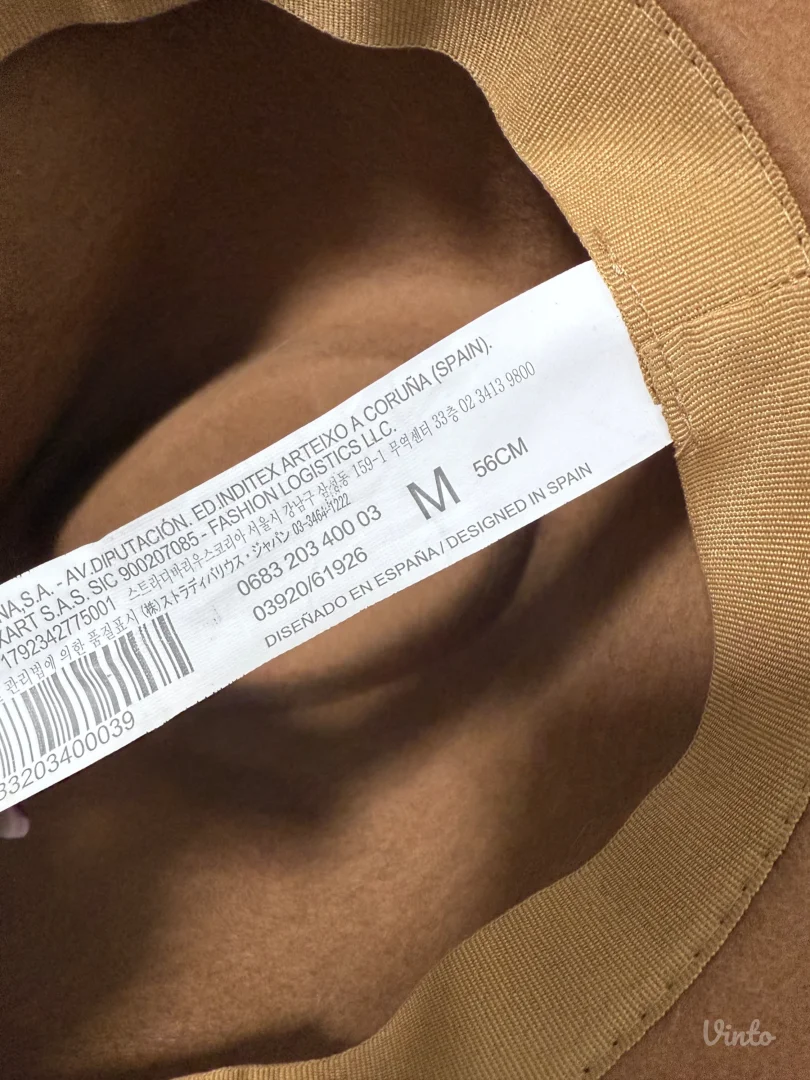 NA,S.A. - AV.DIPUTACIÓN. ED.INDITEX ARTEIXO A CORUÑA (SPAIN).
KART S.A.S. SIC 900207085 - FASHION LOGISTICS LLC.
1792342775001 스트라디바리우스코리아 서울시 강남구 삼성동 159-1 무역센터 33층 02 3413 9800
관리법에 의한 품질표시 (株)ストラディバリウス・ジャパン 03-3464-1222
0683 203 400 03
M 56CM
03920/61926
DISEÑADO EN ESPAÑA / DESIGNED IN SPAIN
33203400039
Vinto